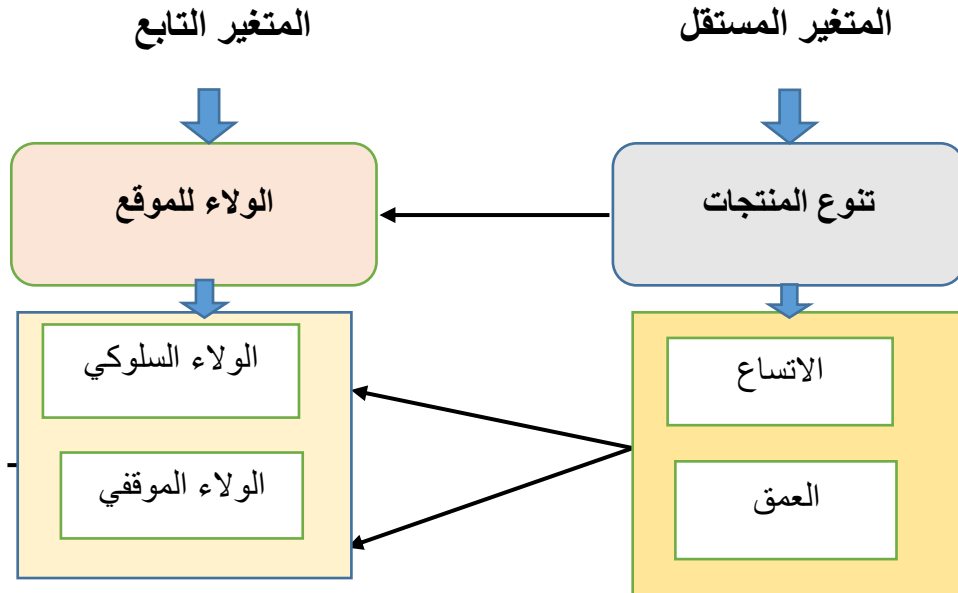 المتغير المستقل
المتغير التابع
تنوع المنتجات
الولاء للموقع
الاتساع
الولاء السلوكي
العمق
الولاء الموقفي